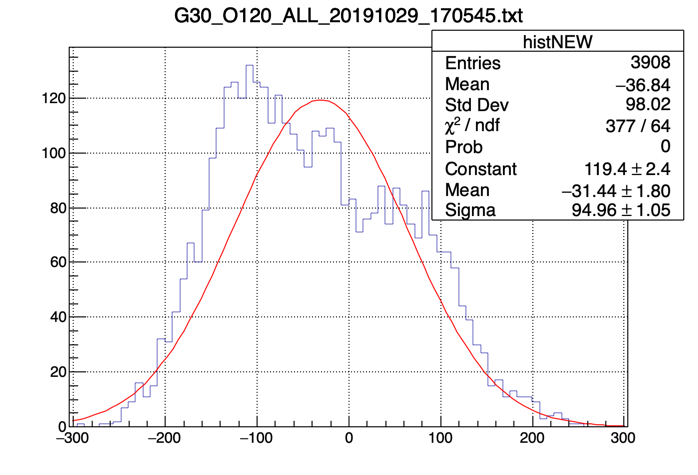 G30_O120_ALL_20191029_170545.txt
histNEW
Entries 3908
Mean −36.84
Std Dev 98.02
χ² / ndf 377 / 64
Prob 0
Constant 119.4 ± 2.4
Mean −31.44 ± 1.80
Sigma 94.96 ± 1.05
120
100
80
60
40
20
0
−300 −200 −100 0 100 200 300